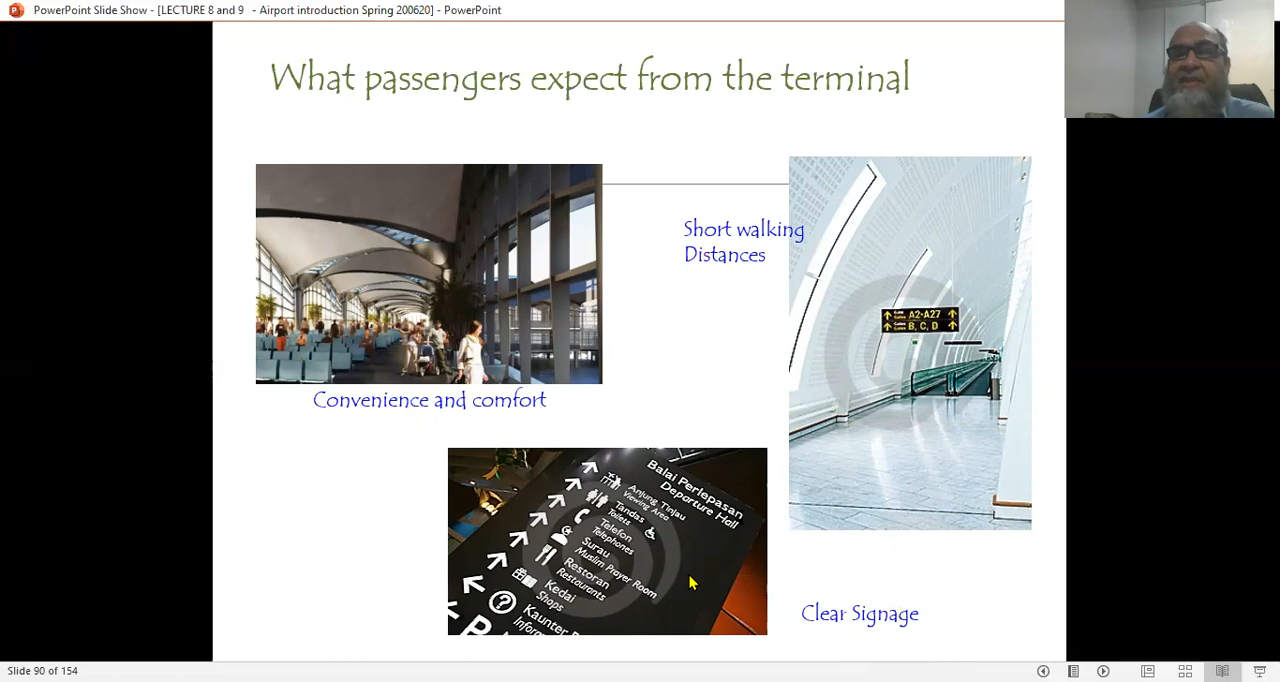 PowerPoint Slide Show - [LECTURE 8 and 9 - Airport introduction Spring 200620] - PowerPoint
What passengers expect from the terminal
Short walking
Distances
A2-A27
B, C, D
Convenience and comfort
Balai Perlepasan
Departure Hall
Anjung Tinjau
Viewing Area
Tandas
Toilets
Telefon
Telephones
Surau
Muslim Prayer Room
Restoran
Restaurants
Kedai
Shops
Kaunter
P
Clear Signage
Slide 90 of 154